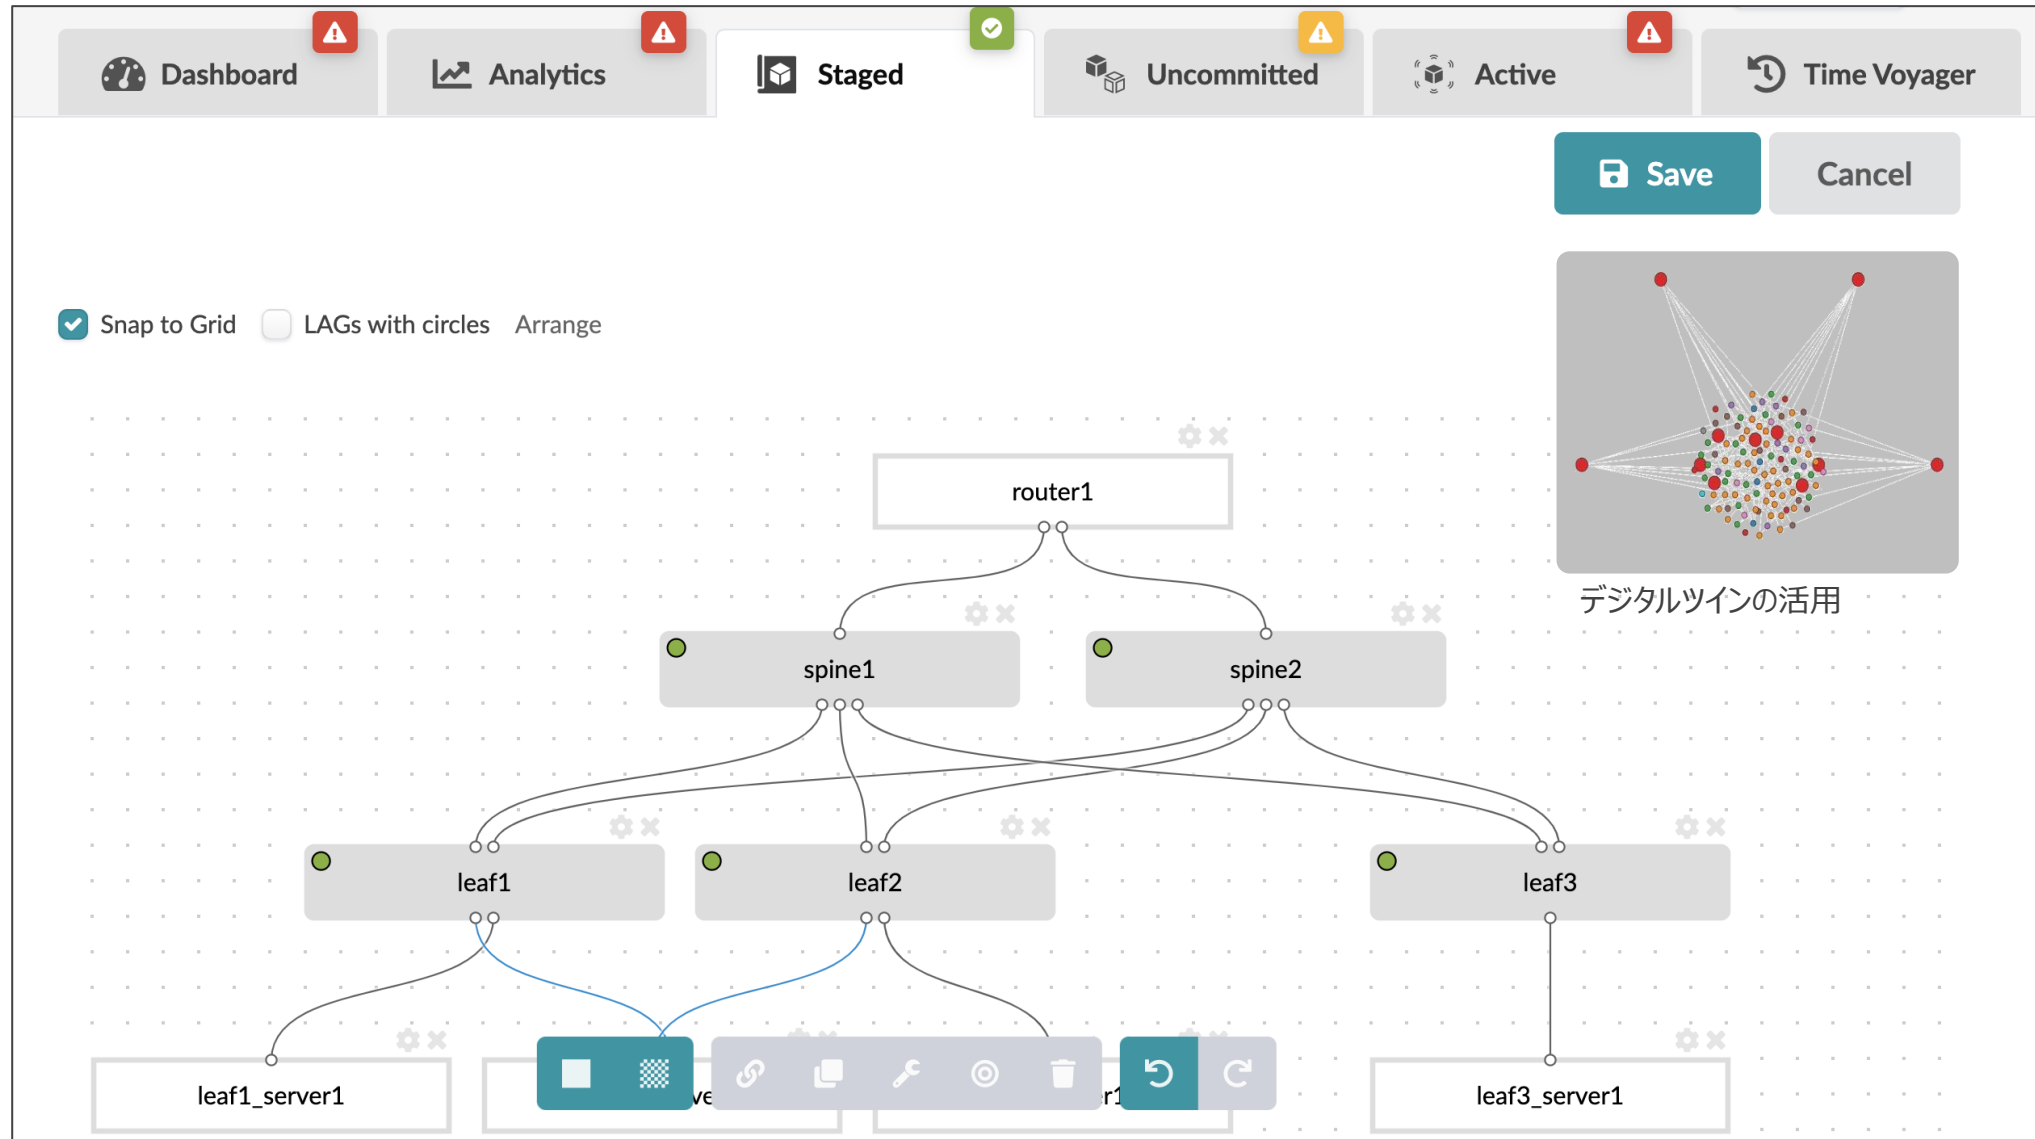 Dashboard
Analytics
Staged
Uncommitted
Active
Time Voyager
Save
Cancel
Snap to Grid
LAGs with circles
Arrange
デジタルツインの活用
router1
spine1
spine2
leaf1
leaf2
leaf3
leaf1_server1
leaf3_server1